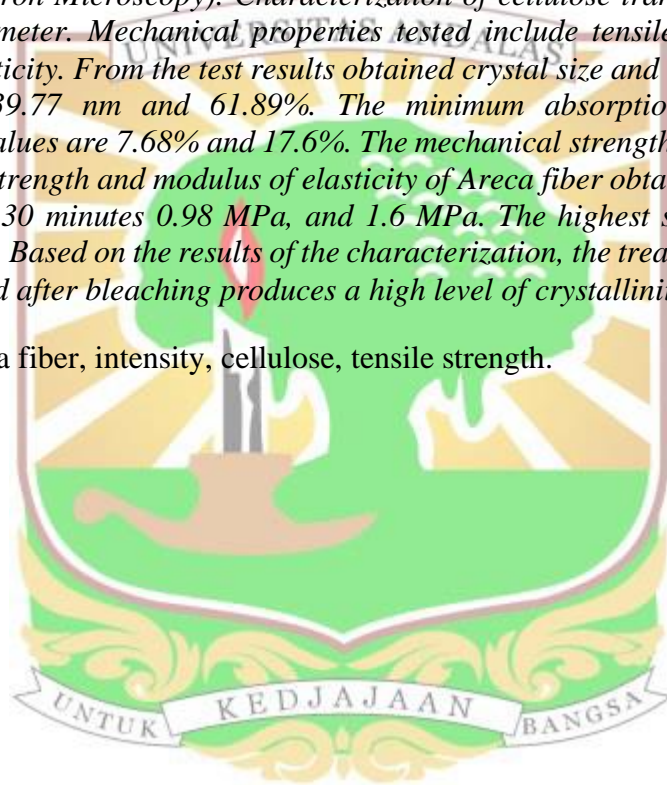 ron Microscopy). Characterization of cellulose tran
meter. Mechanical properties tested include tensile
UNIVERSITAS ANDALAS
ticity. From the test results obtained crystal size and
39.77 nm and 61.89%. The minimum absorptio
alues are 7.68% and 17.6%. The mechanical strength
trength and modulus of elasticity of Areca fiber obta
30 minutes 0.98 MPa, and 1.6 MPa. The highest s
. Based on the results of the characterization, the trea
d after bleaching produces a high level of crystallini
a fiber, intensity, cellulose, tensile strength.
UNTUK KEDJAJAAN BANGSA